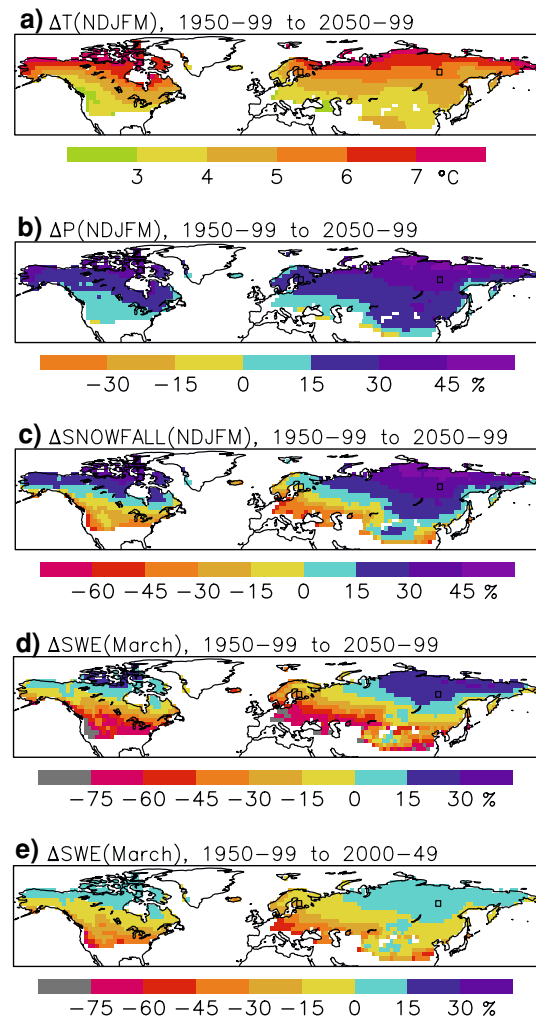 a) ΔT(NDJFM), 1950−99 to 2050−99
3 4 5 6 7 °C
b) ΔP(NDJFM), 1950−99 to 2050−99
−30 −15 0 15 30 45 %
c) ΔSNOWFALL(NDJFM), 1950−99 to 2050−99
−60 −45 −30 −15 0 15 30 45 %
d) ΔSWE(March), 1950−99 to 2050−99
−75 −60 −45 −30 −15 0 15 30 %
e) ΔSWE(March), 1950−99 to 2000−49
−75 −60 −45 −30 −15 0 15 30 %